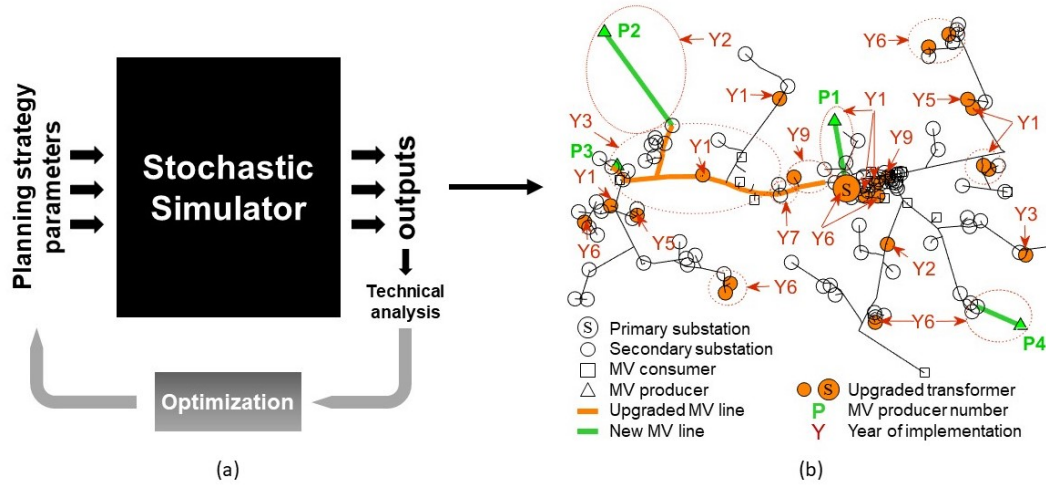 Planning strategy
parameters
Stochastic
Simulator
outputs
Technical
analysis
Optimization
(a)
P2
Y2
Y6
Y1
P1
Y1
Y5
Y1
Y3
P3
Y1
Y9
Y9
Y1
Y6
Y5
Y7
Y6
Y3
Y2
Y6
Y6
P4
S
S Primary substation
Secondary substation
MV consumer
MV producer
Upgraded MV line
New MV line
S Upgraded transformer
P MV producer number
Y Year of implementation
(b)